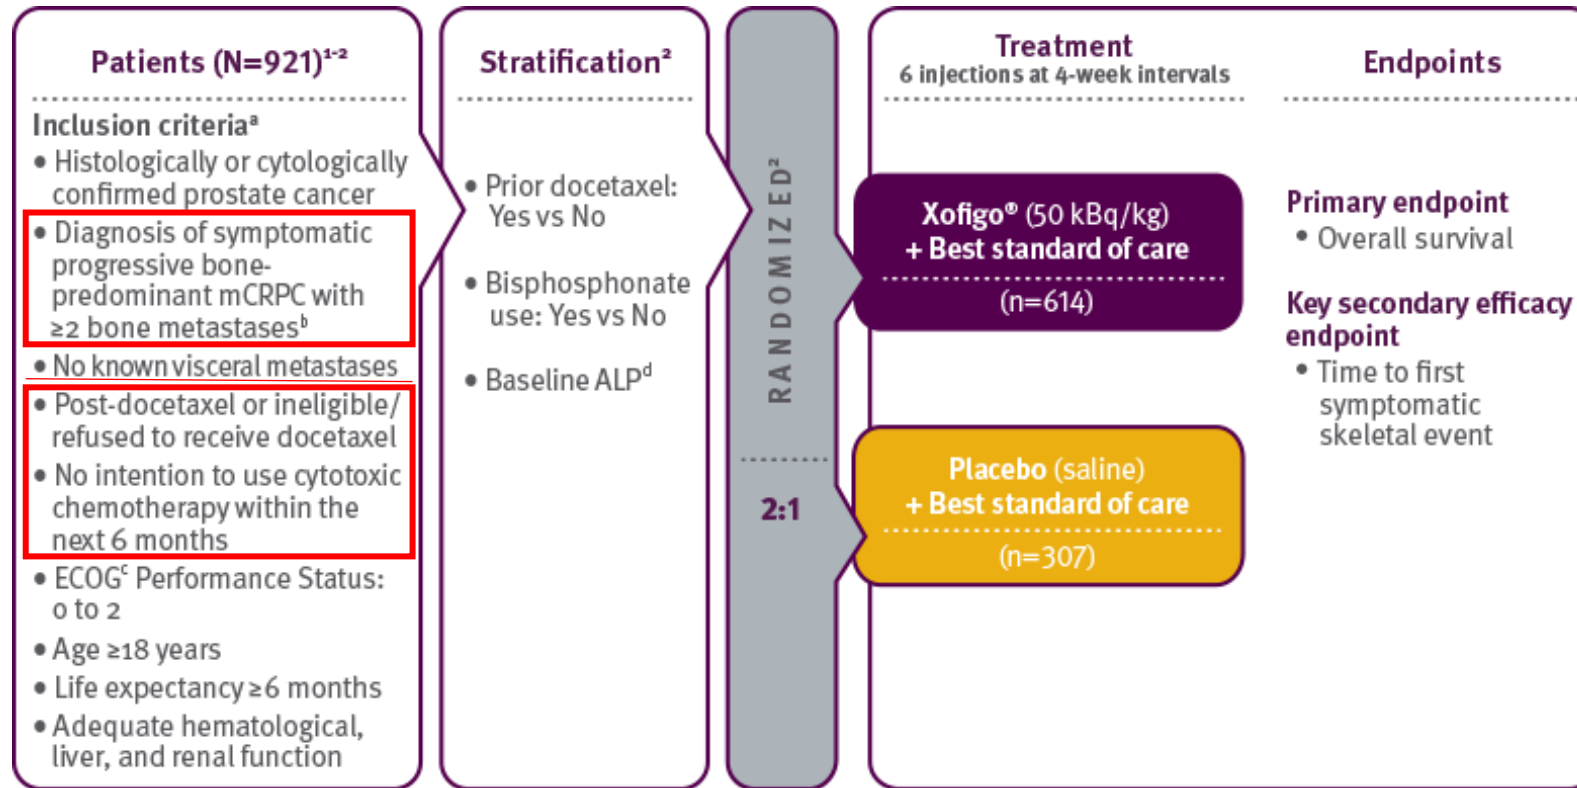 Patients (N=921)¹⁻²
Inclusion criteriaᵃ
• Histologically or cytologically
confirmed prostate cancer
• Diagnosis of symptomatic
progressive bone-
predominant mCRPC with
≥2 bone metastasesᵇ
• No known visceral metastases
• Post-docetaxel or ineligible/
refused to receive docetaxel
• No intention to use cytotoxic
chemotherapy within the
next 6 months
• ECOGᶜ Performance Status:
0 to 2
• Age ≥18 years
• Life expectancy ≥6 months
• Adequate hematological,
liver, and renal function
Stratification²
• Prior docetaxel:
Yes vs No
• Bisphosphonate
use: Yes vs No
• Baseline ALPᵈ
RANDOMIZED²
2:1
Treatment
6 injections at 4-week intervals
Xofigo® (50 kBq/kg)
+ Best standard of care
(n=614)
Placebo (saline)
+ Best standard of care
(n=307)
Endpoints
Primary endpoint
• Overall survival
Key secondary efficacy
endpoint
• Time to first
symptomatic
skeletal event